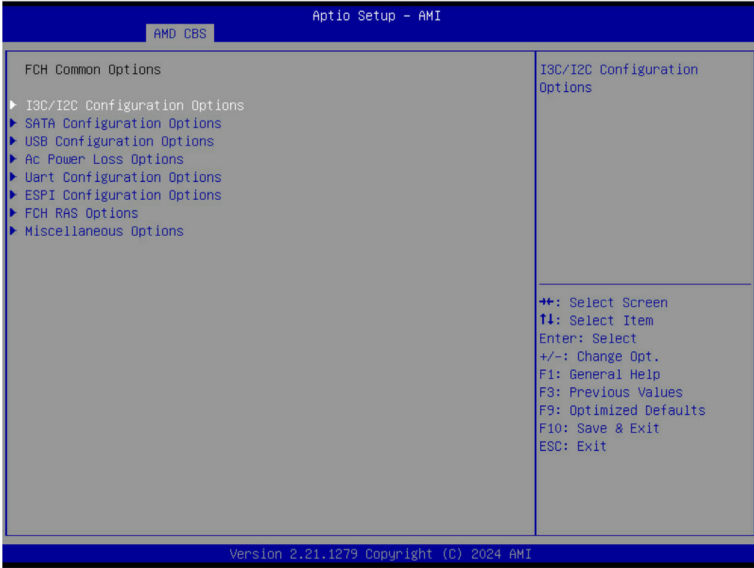 Aptio Setup – AMI
AMD CBS
FCH Common Options
I3C/I2C Configuration Options
SATA Configuration Options
USB Configuration Options
Ac Power Loss Options
Uart Configuration Options
ESPI Configuration Options
FCH RAS Options
Miscellaneous Options
I3C/I2C Configuration
Options
→←: Select Screen
↑↓: Select Item
Enter: Select
+/-: Change Opt.
F1: General Help
F3: Previous Values
F9: Optimized Defaults
F10: Save & Exit
ESC: Exit
Version 2.21.1279 Copyright (C) 2024 AMI